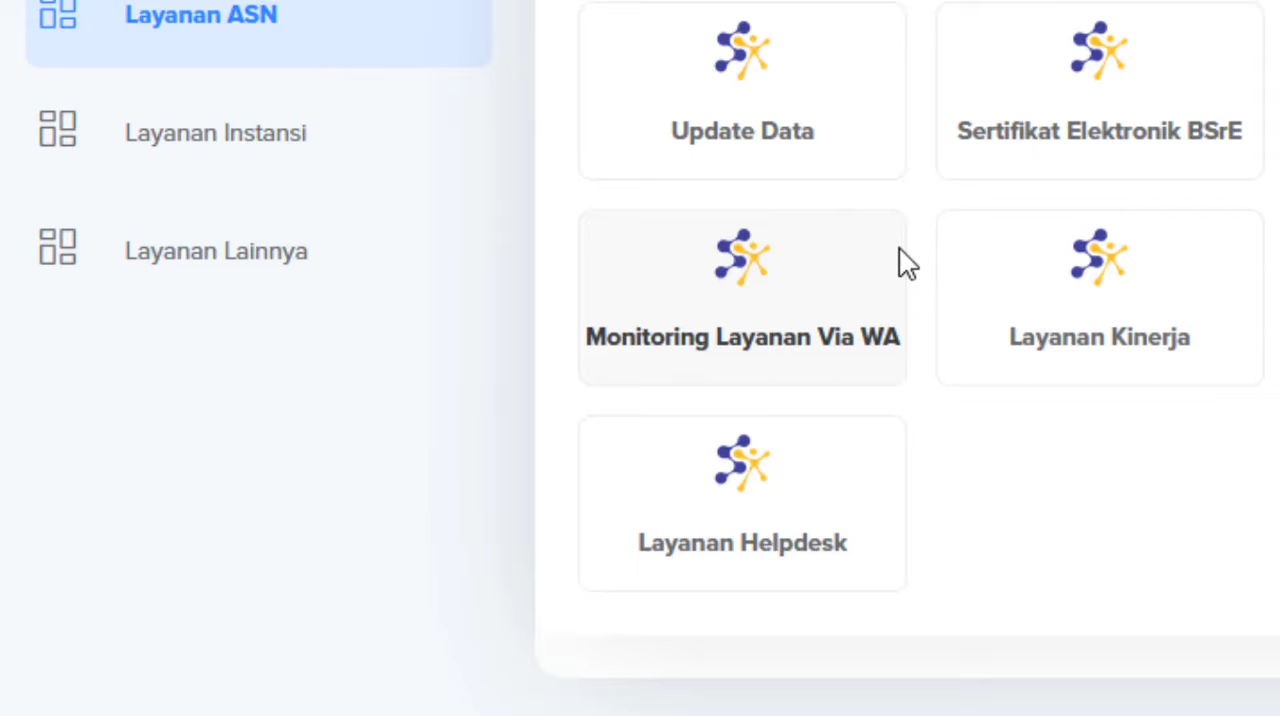 Layanan ASN
Layanan Instansi
Layanan Lainnya
Update Data
Sertifikat Elektronik BSrE
Monitoring Layanan Via WA
Layanan Kinerja
Layanan Helpdesk